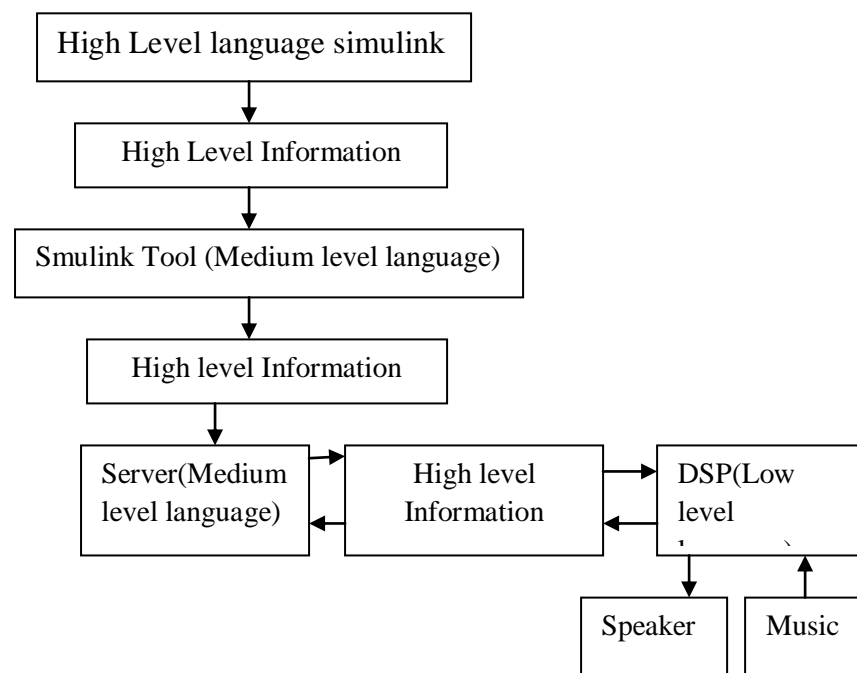 High Level language simulink
High Level Information
Smulink Tool (Medium level language)
High level Information
Server(Medium
level language)
High level
Information
DSP(Low
level
Speaker
Music